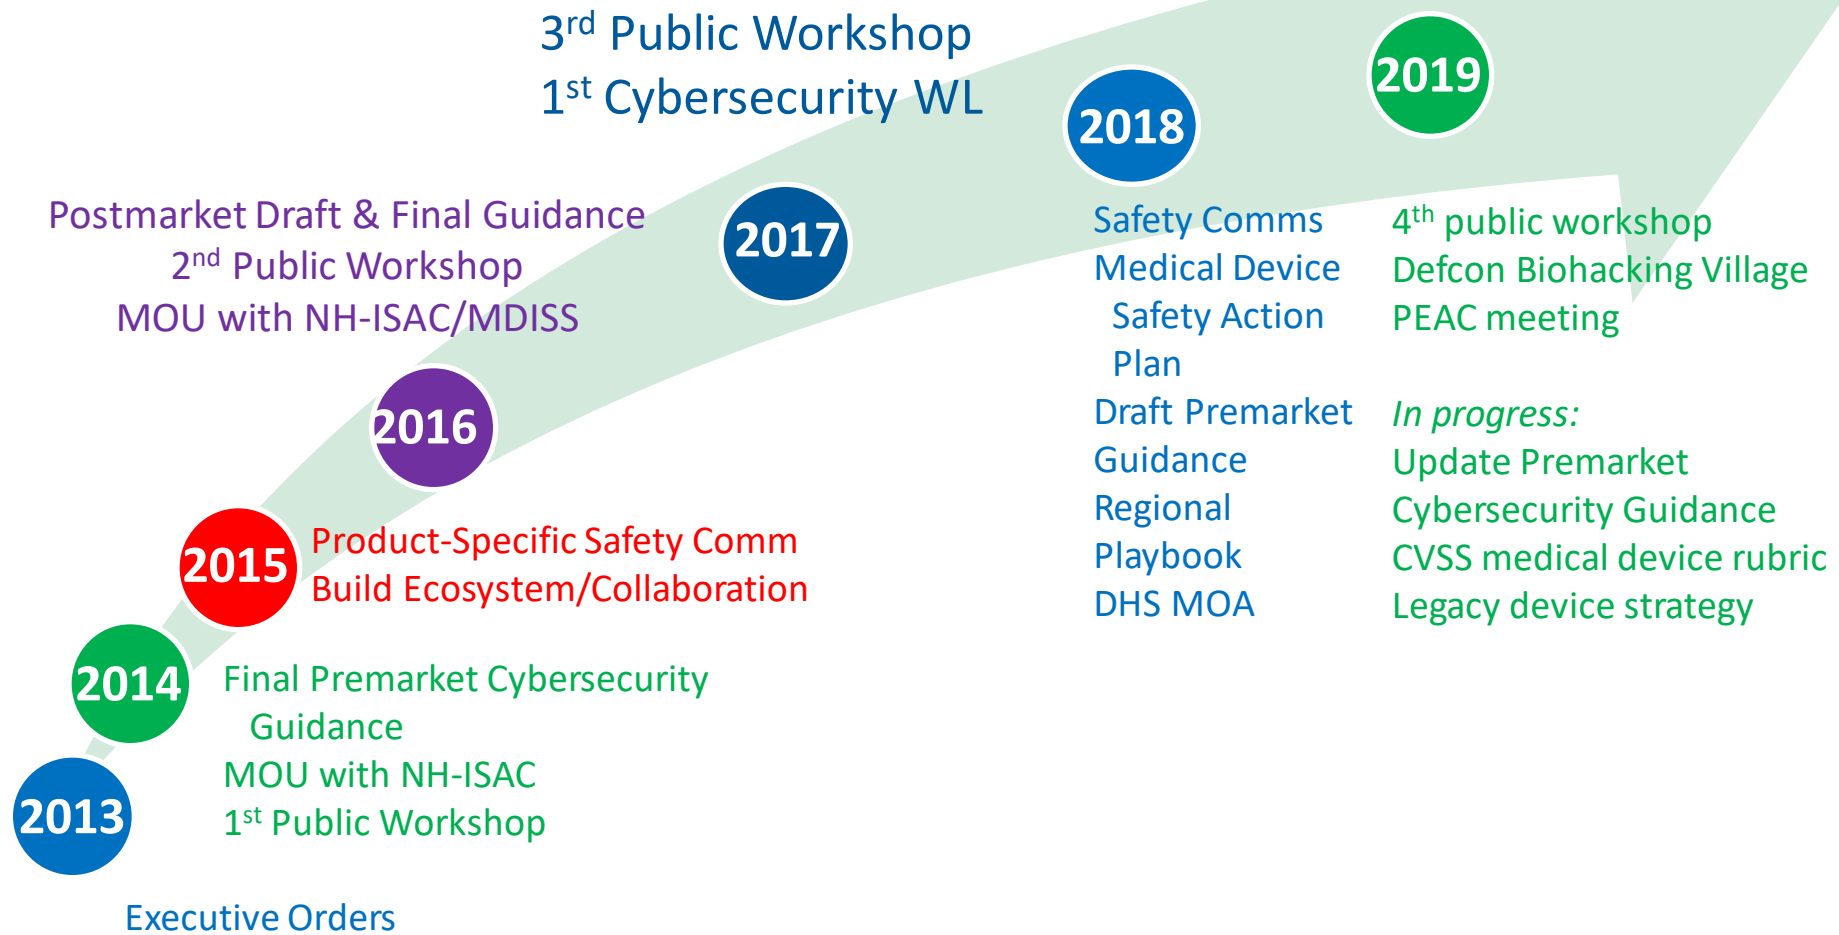 3rd Public Workshop
1st Cybersecurity WL
2019
2018
Postmarket Draft & Final Guidance
2nd Public Workshop
MOU with NH-ISAC/MDISS
2017
Safety Comms
Medical Device
Safety Action
Plan
Draft Premarket
Guidance
Regional
Playbook
DHS MOA
4th public workshop
Defcon Biohacking Village
PEAC meeting
In progress:
Update Premarket
Cybersecurity Guidance
CVSS medical device rubric
Legacy device strategy
2016
2015
Product-Specific Safety Comm
Build Ecosystem/Collaboration
2014
Final Premarket Cybersecurity
Guidance
MOU with NH-ISAC
1st Public Workshop
2013
Executive Orders